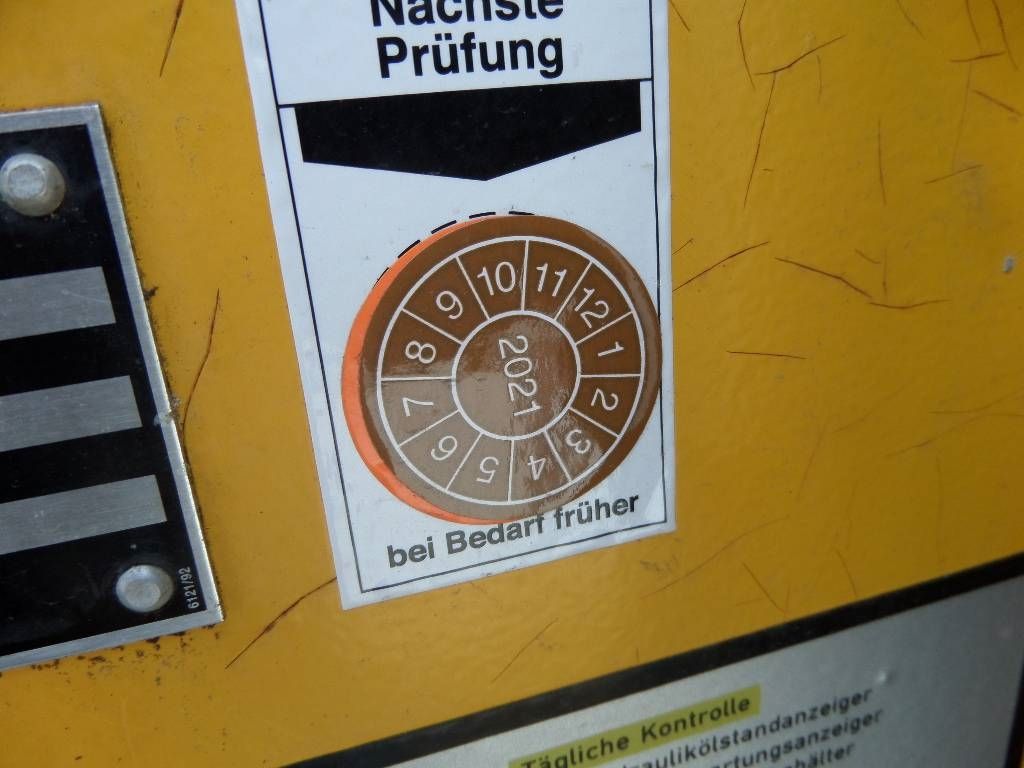 Nächste
Prüfung
10 11 12 1 2 3 4 5 6 7 8 9
2021
bei Bedarf früher
6121/92
Tägliche Kontrolle